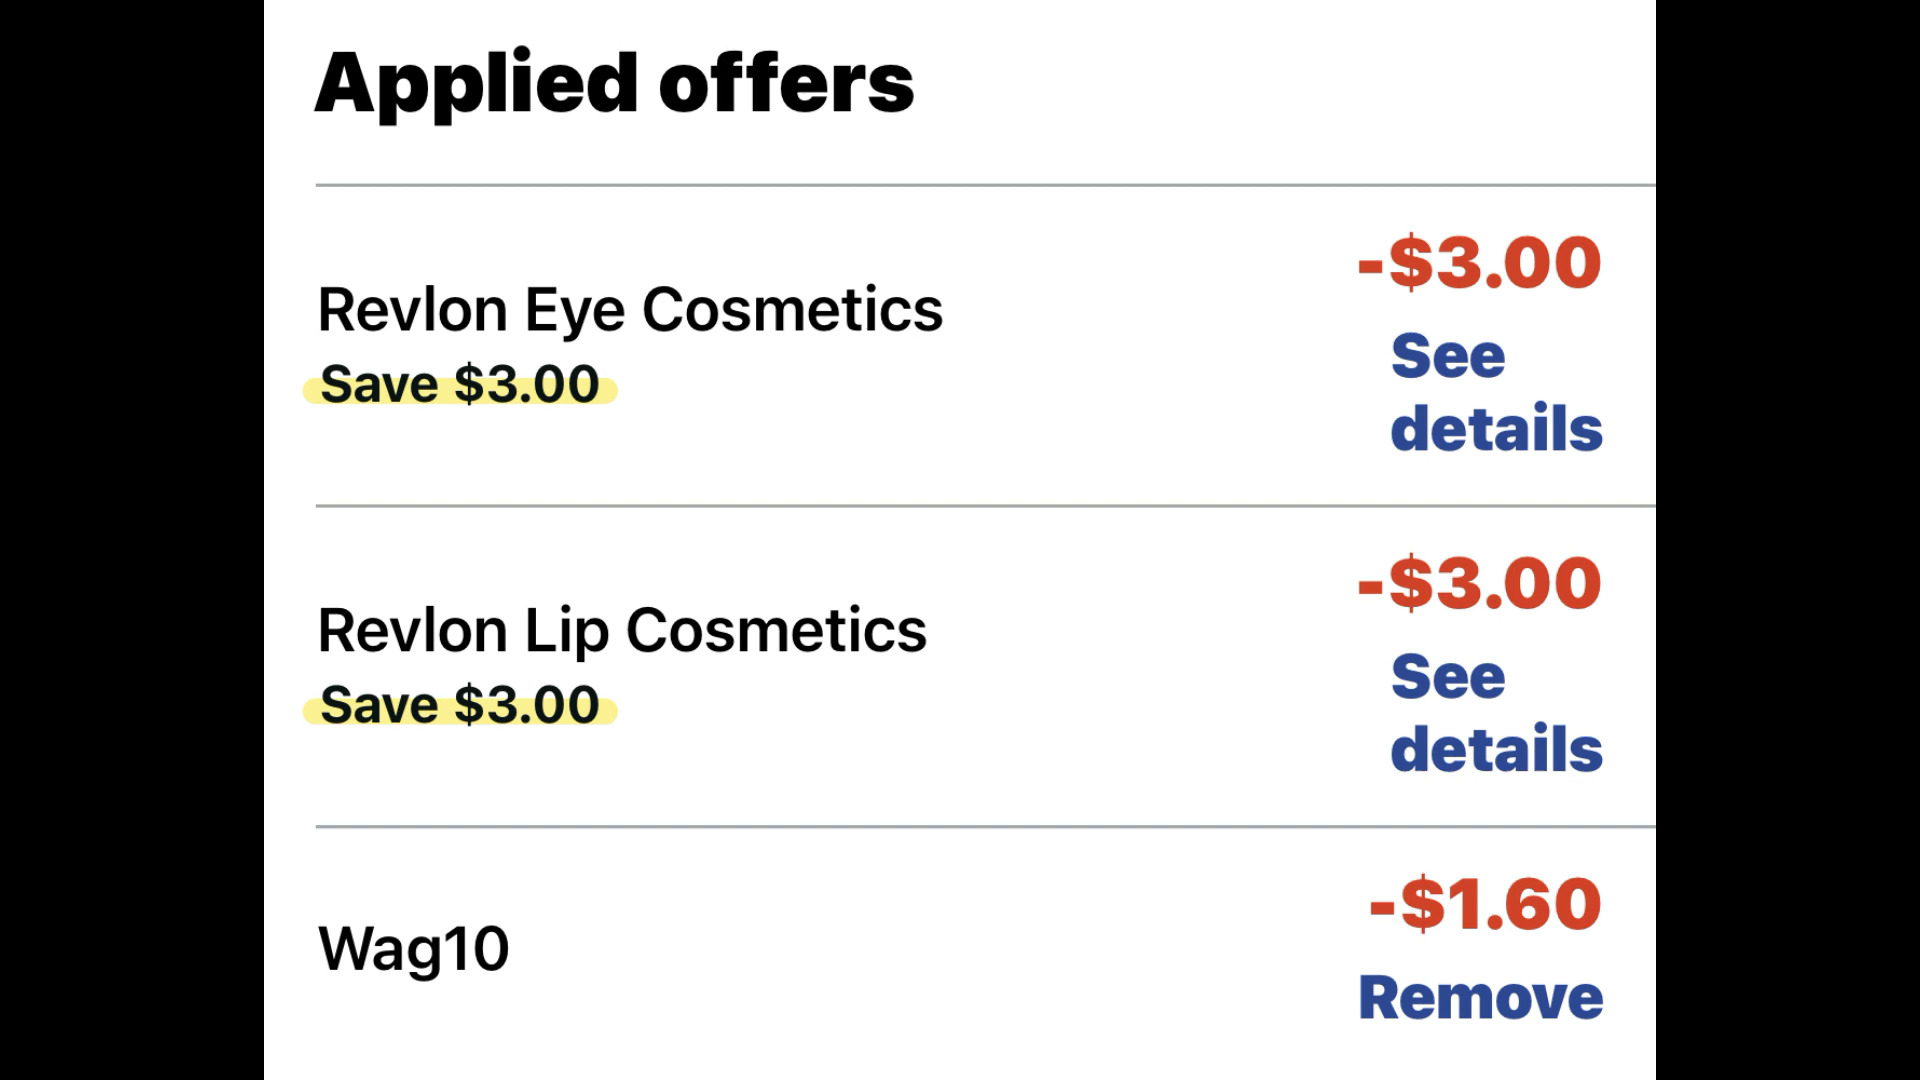 Applied offers
-$3.00
Revlon Eye Cosmetics
Save $3.00
See
details
-$3.00
Revlon Lip Cosmetics
Save $3.00
See
details
-$1.60
Wag10
Remove